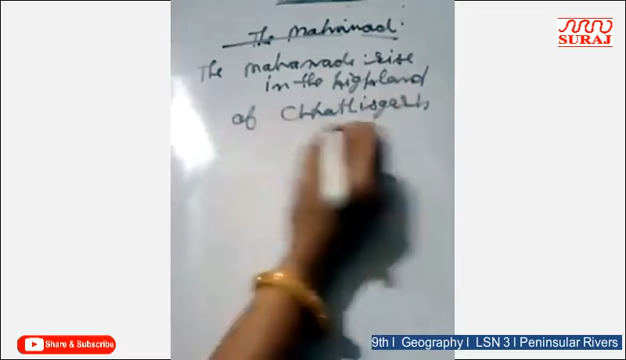 SURAJ
The Mahanadi
The Mahanadi rise
in the highland
of Chhattisgarh
Share & Subscribe
9th I Geography I LSN 3 I Peninsular Rivers